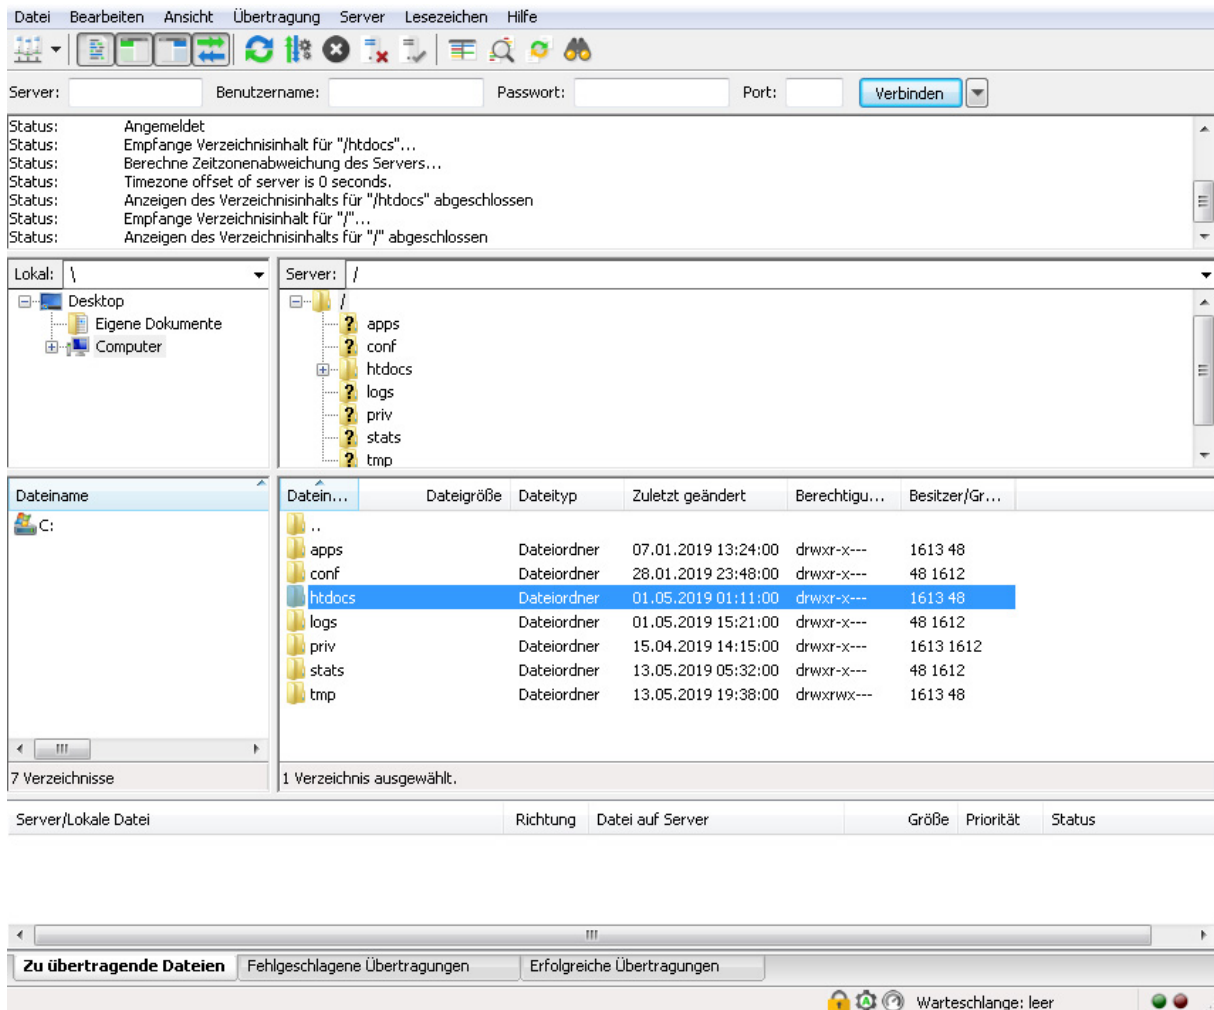 Datei Bearbeiten Ansicht Übertragung Server Lesezeichen Hilfe
Server: Benutzername: Passwort: Port: Verbinden
Status: Angemeldet
Status: Empfange Verzeichnisinhalt für "/htdocs"...
Status: Berechne Zeitzonenabweichung des Servers...
Status: Timezone offset of server is 0 seconds.
Status: Anzeigen des Verzeichnisinhalts für "/htdocs" abgeschlossen
Status: Empfange Verzeichnisinhalt für "/"...
Status: Anzeigen des Verzeichnisinhalts für "/" abgeschlossen
Lokal: \
Desktop
Eigene Dokumente
Computer
Server: /
/
? apps
? conf
htdocs
? logs
? priv
? stats
? tmp
Dateiname
C:
7 Verzeichnisse
Datein... Dateigröße Dateityp Zuletzt geändert Berechtigu... Besitzer/Gr...
..
apps Dateiordner 07.01.2019 13:24:00 drwxr-x--- 1613 48
conf Dateiordner 28.01.2019 23:48:00 drwxr-x--- 48 1612
htdocs Dateiordner 01.05.2019 01:11:00 drwxr-x--- 1613 48
logs Dateiordner 01.05.2019 15:21:00 drwxr-x--- 48 1612
priv Dateiordner 15.04.2019 14:15:00 drwxr-x--- 1613 1612
stats Dateiordner 13.05.2019 05:32:00 drwxr-x--- 48 1612
tmp Dateiordner 13.05.2019 19:38:00 drwxrwx--- 1613 48
1 Verzeichnis ausgewählt.
Server/Lokale Datei Richtung Datei auf Server Größe Priorität Status
Zu übertragende Dateien Fehlgeschlagene Übertragungen Erfolgreiche Übertragungen
Warteschlange: leer